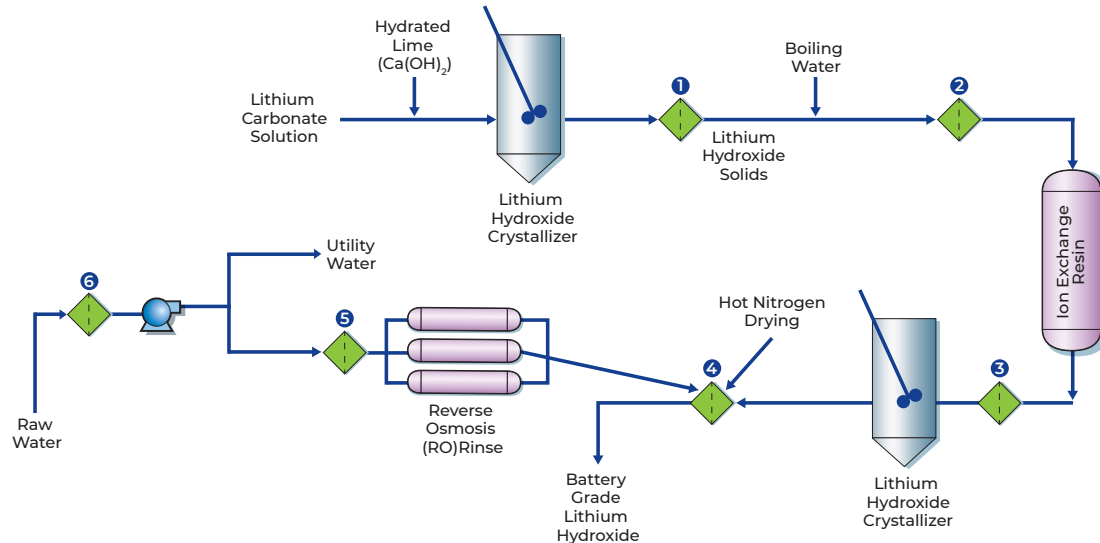 Hydrated
Lime
(Ca(OH)₂)
Boiling
Water
Lithium
Carbonate
Solution
1
2
Lithium
Hydroxide
Solids
Lithium
Hydroxide
Crystallizer
Ion Exchange
Resin
Utility
Water
6
5
Hot Nitrogen
Drying
4
3
Raw
Water
Reverse
Osmosis
(RO)Rinse
Battery
Grade
Lithium
Hydroxide
Lithium
Hydroxide
Crystallizer